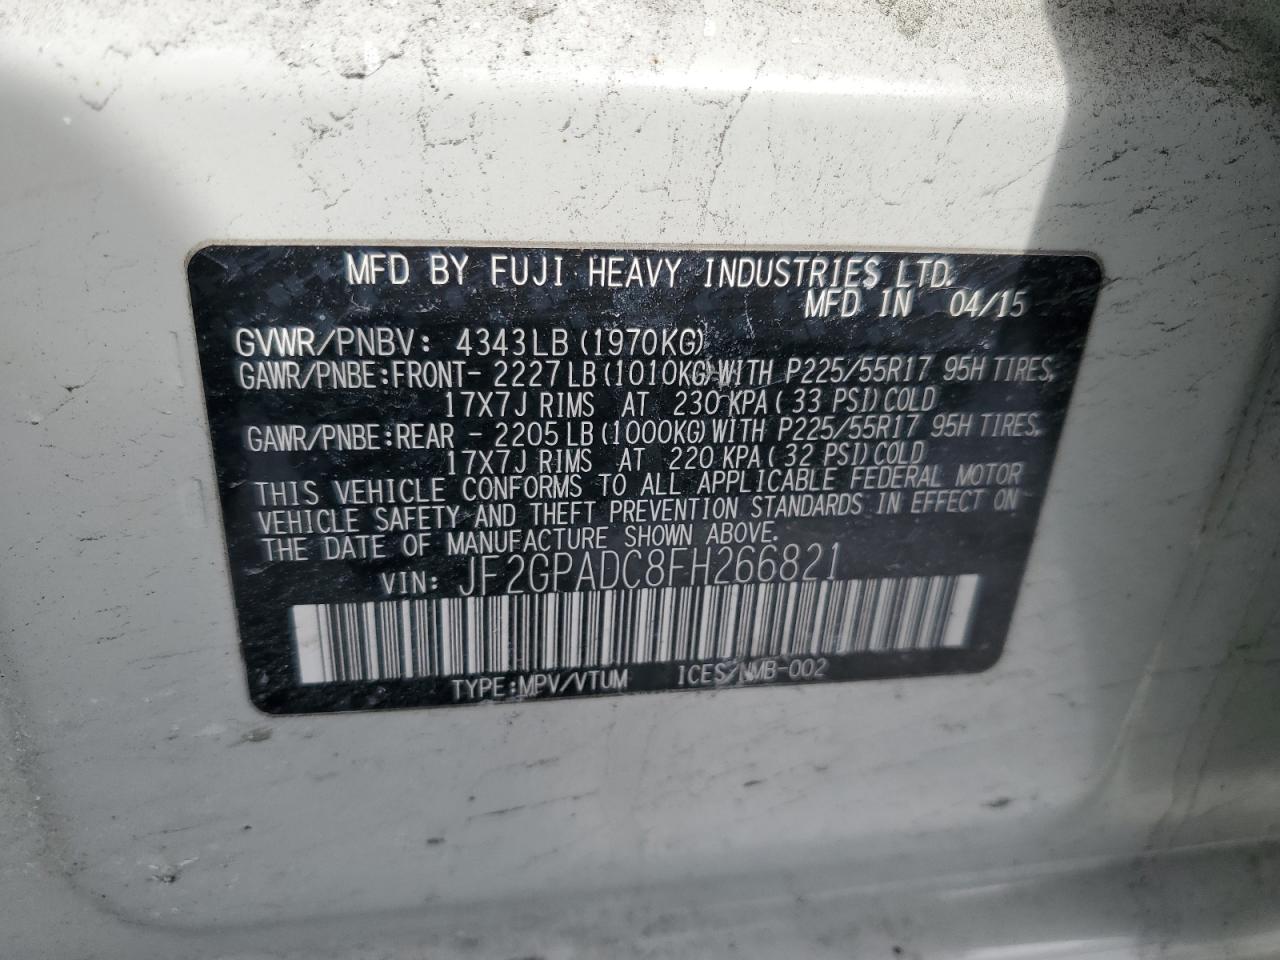 MFD BY FUJI HEAVY INDUSTRIES LTD.
MFD IN 04/15
GVWR/PNBV: 4343LB (1970KG)
GAWR/PNBE:FRONT- 2227LB (1010KG) WITH P225/55R17 95H TIRES,
17X7J RIMS AT 230 KPA ( 33 PSI) COLD
GAWR/PNBE:REAR - 2205LB (1000KG) WITH P225/55R17 95H TIRES,
17X7J RIMS AT 220 KPA ( 32 PSI) COLD
THIS VEHICLE CONFORMS TO ALL APPLICABLE FEDERAL MOTOR
VEHICLE SAFETY AND THEFT PREVENTION STANDARDS IN EFFECT ON
THE DATE OF MANUFACTURE SHOWN ABOVE.
VIN: JF2GPADC8FH266821
TYPE:MPV/VTUM ICES/NMB-002